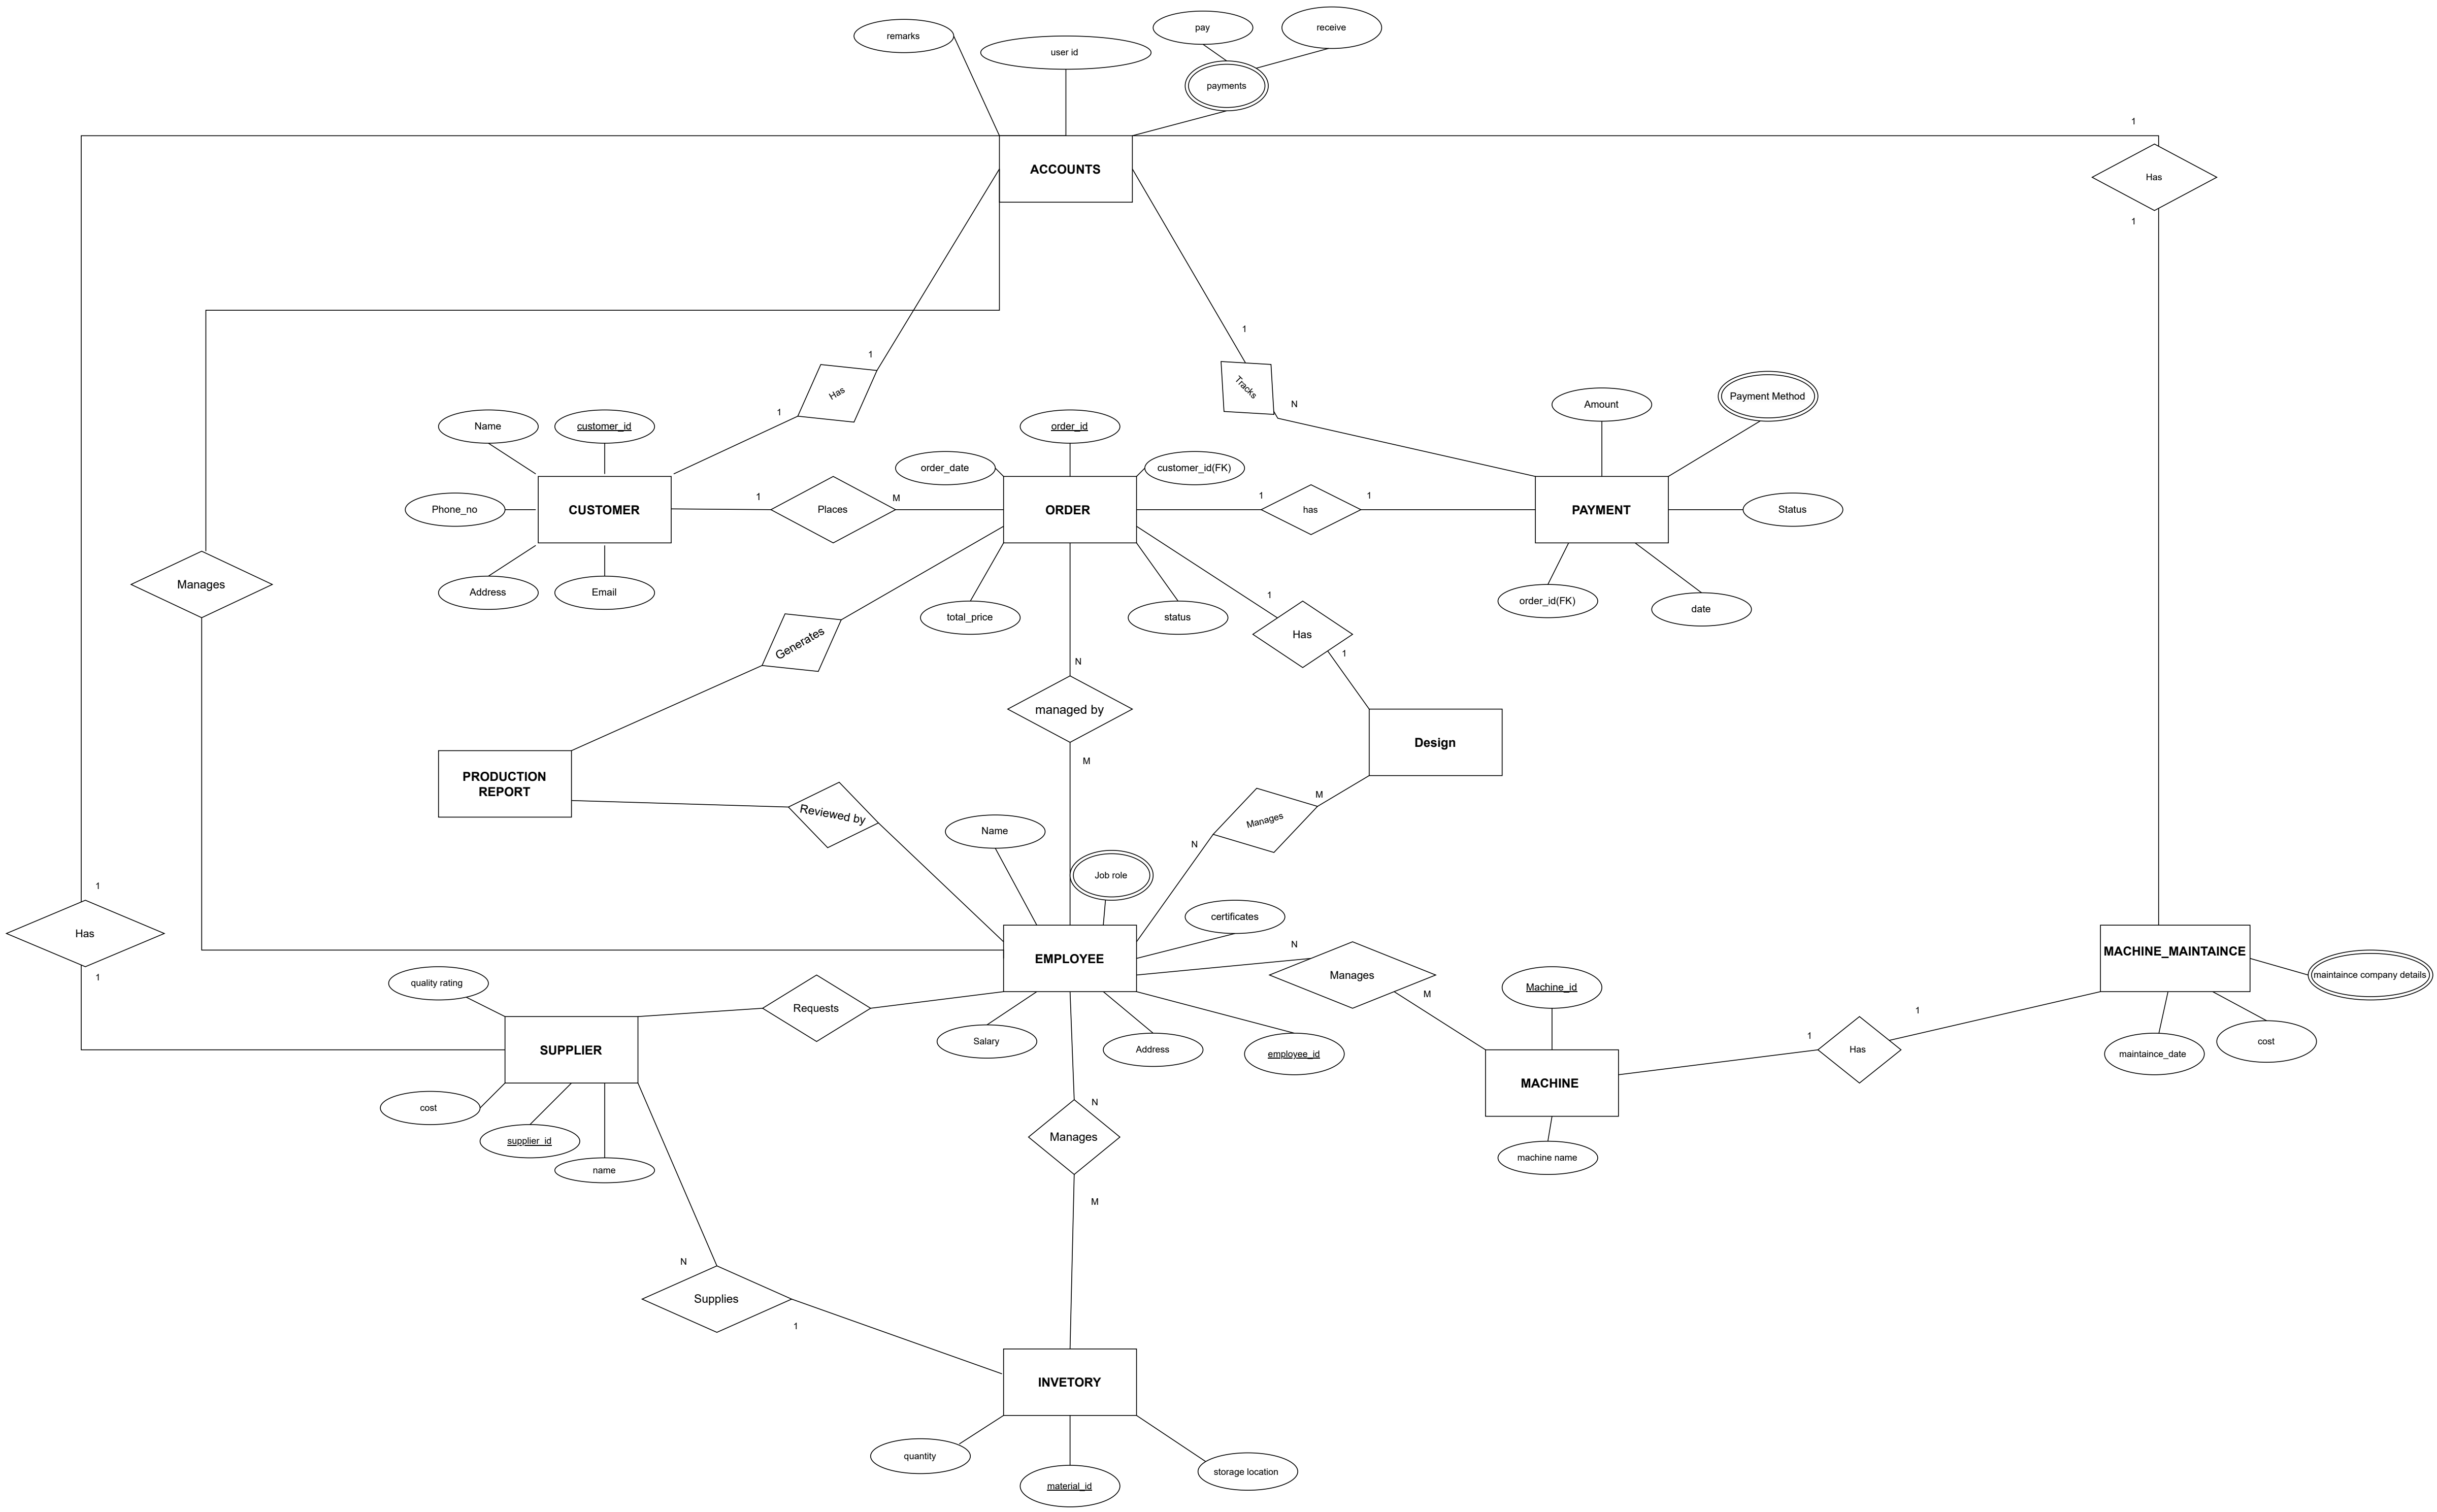 pay
receive
remarks
user id
payments
1
ACCOUNTS
Has
1
1
1
Has
1
Tracks
N
Amount
Payment Method
Name
customer_id
order_id
order_date
customer_id(FK)
1
M
1
1
Phone_no
CUSTOMER
Places
ORDER
has
PAYMENT
Status
Manages
Address
Email
total_price
status
1
order_id(FK)
date
Generates
Has
N
1
managed by
Design
M
PRODUCTION
REPORT
M
Reviewed by
Manages
Name
N
Job role
1
certificates
Has
N
EMPLOYEE
MACHINE_MAINTAINCE
1
quality rating
Manages
maintaince company details
Machine_id
M
Requests
1
1
Salary
Address
employee_id
SUPPLIER
Has
maintaince_date
cost
MACHINE
cost
N
supplier_id
Manages
name
machine name
M
N
Supplies
1
INVETORY
quantity
storage location
material_id